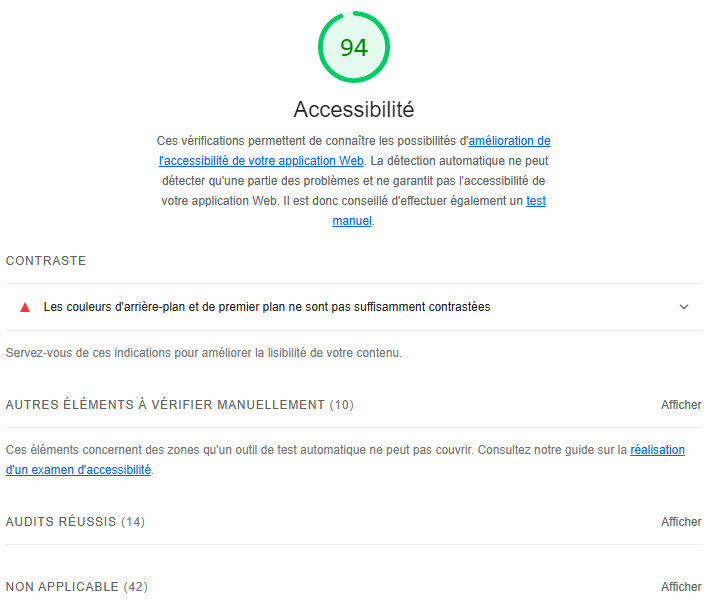 94
Accessibilité
Ces vérifications permettent de connaître les possibilités d'amélioration de
l'accessibilité de votre application Web. La détection automatique ne peut
détecter qu'une partie des problèmes et ne garantit pas l'accessibilité de
votre application Web. Il est donc conseillé d'effectuer également un test
manuel.
CONTRASTE
Les couleurs d'arrière-plan et de premier plan ne sont pas suffisamment contrastées
Servez-vous de ces indications pour améliorer la lisibilité de votre contenu.
AUTRES ÉLÉMENTS À VÉRIFIER MANUELLEMENT (10) Afficher
Ces éléments concernent des zones qu'un outil de test automatique ne peut pas couvrir. Consultez notre guide sur la réalisation
d'un examen d'accessibilité.
AUDITS RÉUSSIS (14) Afficher
NON APPLICABLE (42) Afficher